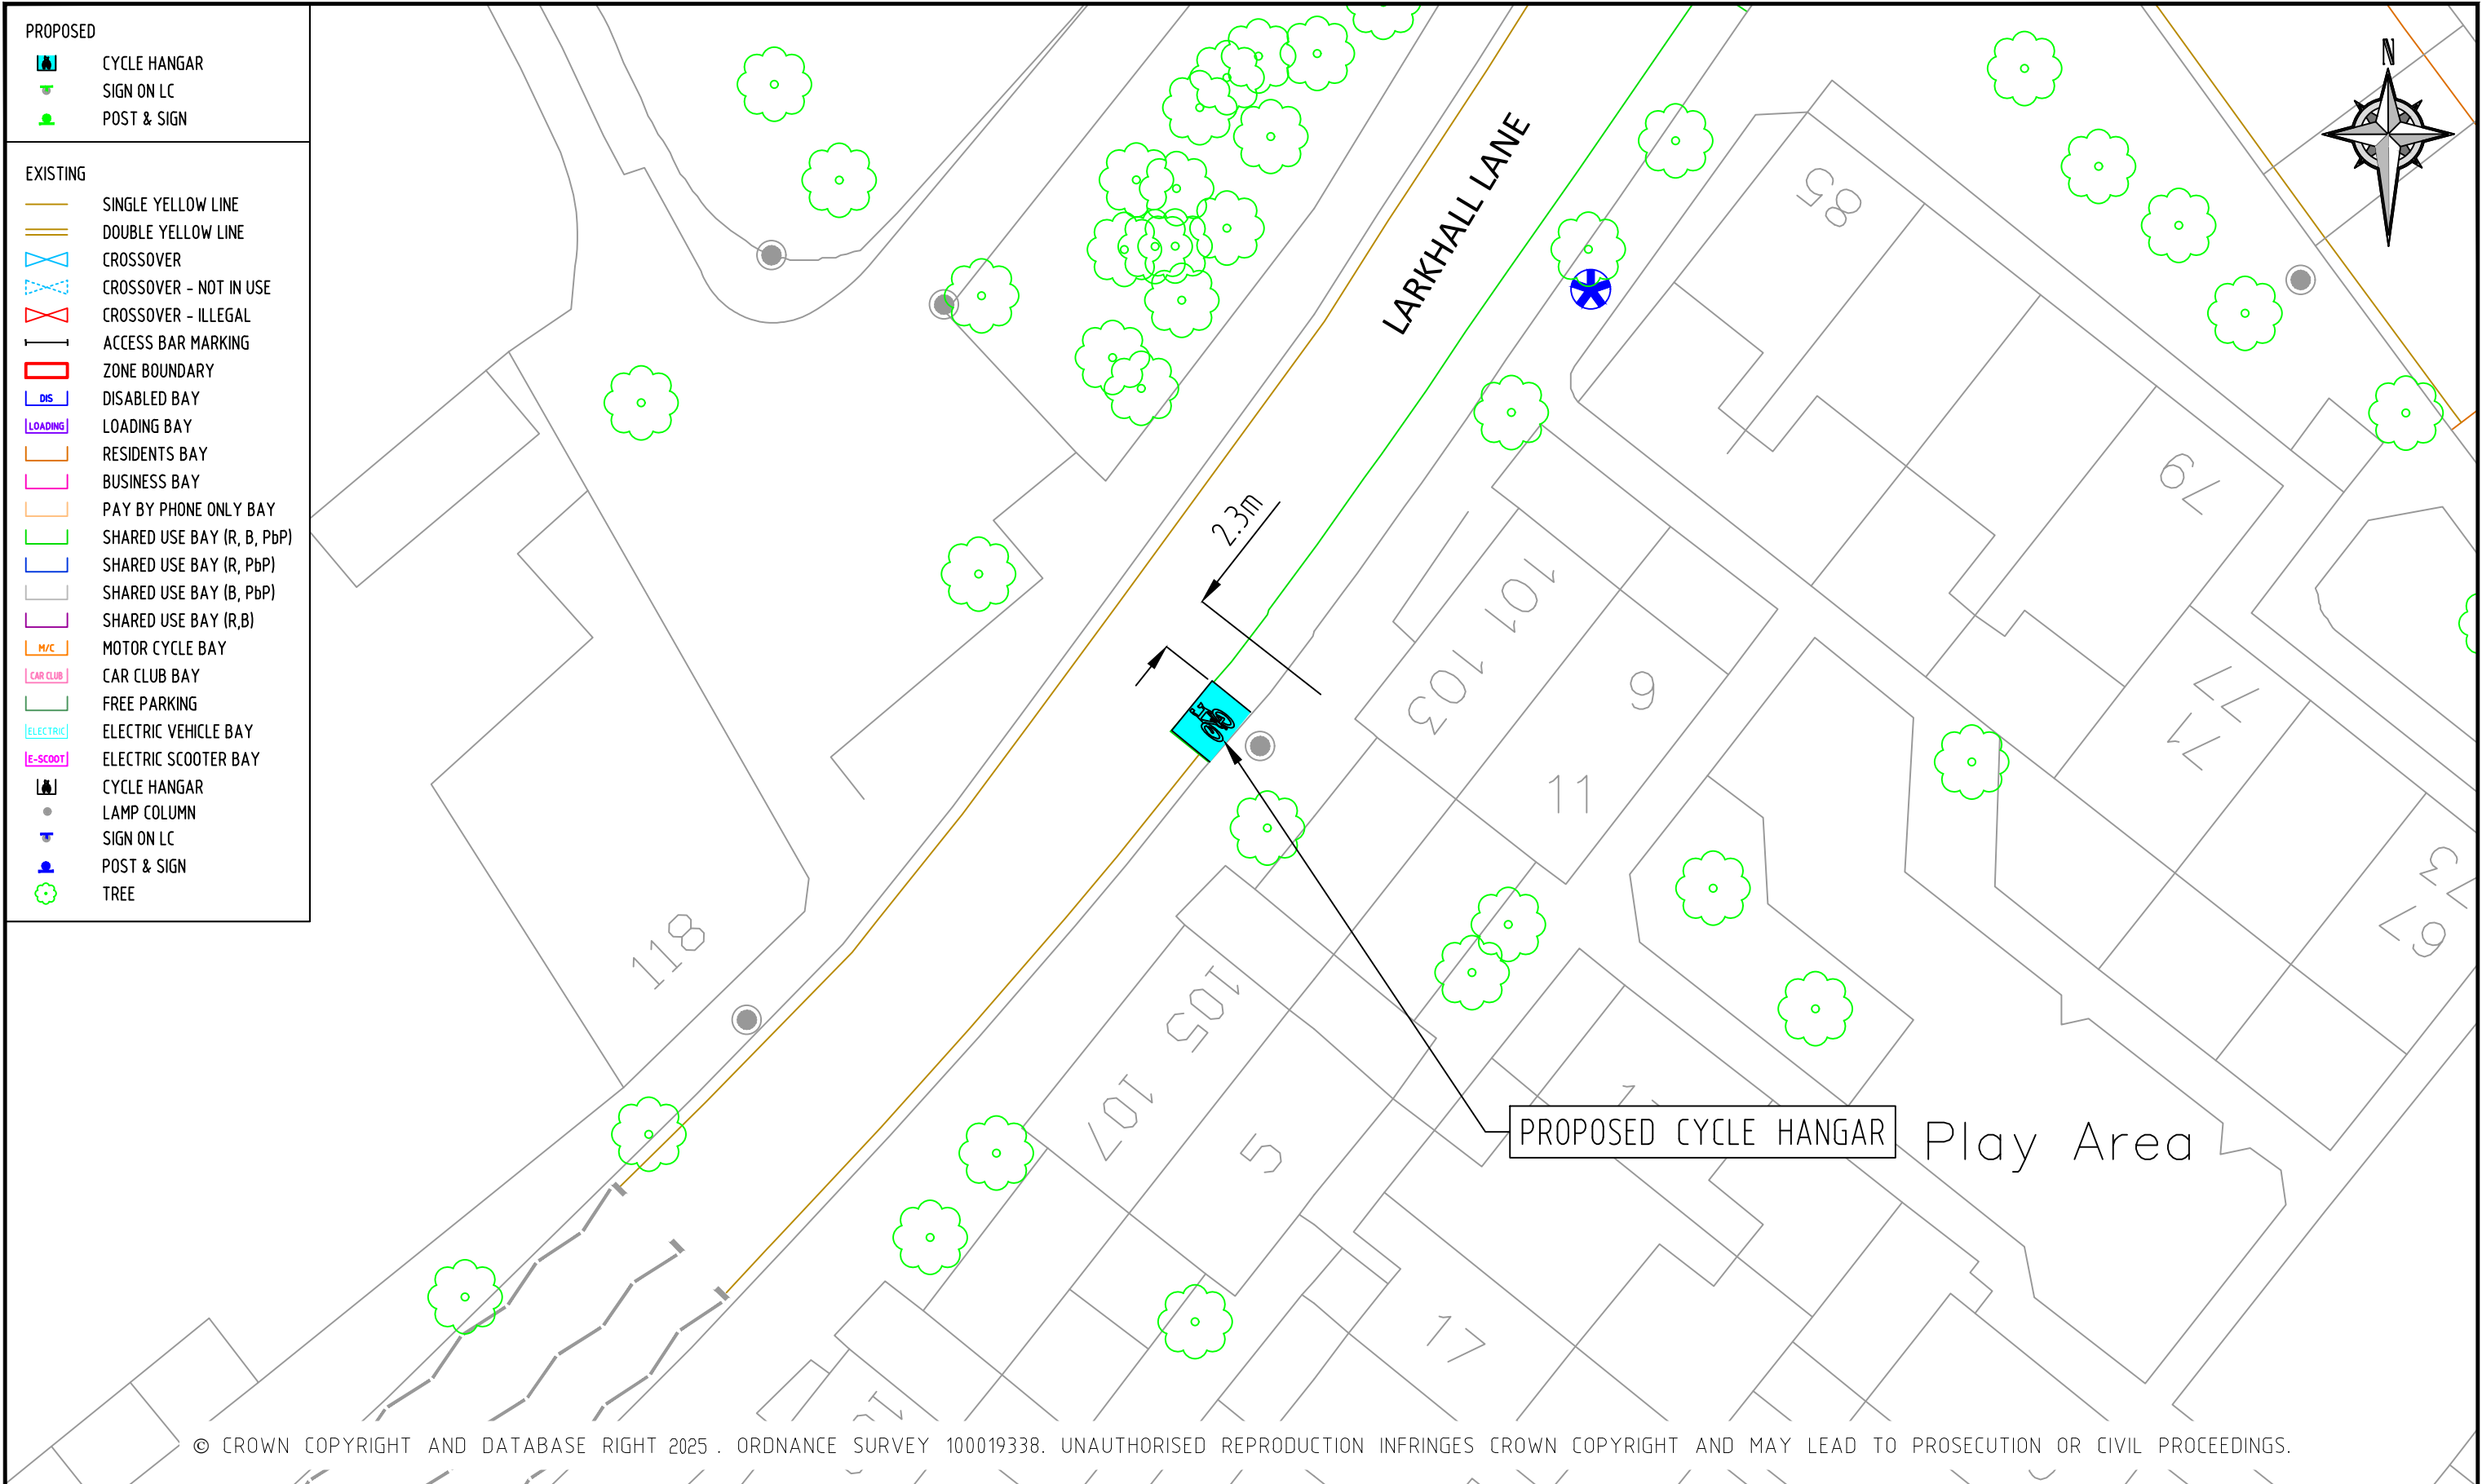 PROPOSED
CYCLE HANGAR
SIGN ON LC
POST & SIGN
EXISTING
SINGLE YELLOW LINE
DOUBLE YELLOW LINE
CROSSOVER
CROSSOVER - NOT IN USE
CROSSOVER - ILLEGAL
ACCESS BAR MARKING
ZONE BOUNDARY
DIS DISABLED BAY
LOADING LOADING BAY
RESIDENTS BAY
BUSINESS BAY
PAY BY PHONE ONLY BAY
SHARED USE BAY (R, B, PbP)
SHARED USE BAY (R, PbP)
SHARED USE BAY (B, PbP)
SHARED USE BAY (R,B)
M/C MOTOR CYCLE BAY
CAR CLUB CAR CLUB BAY
FREE PARKING
ELECTRIC ELECTRIC VEHICLE BAY
E-SCOOT ELECTRIC SCOOTER BAY
CYCLE HANGAR
LAMP COLUMN
SIGN ON LC
POST & SIGN
TREE
N
LARKHALL LANE
85
79
2.3m
101
103
9
77
71
11
73
67
118
105
107
5
PROPOSED CYCLE HANGAR
Play Area
17
© CROWN COPYRIGHT AND DATABASE RIGHT 2025 . ORDNANCE SURVEY 100019338. UNAUTHORISED REPRODUCTION INFRINGES CROWN COPYRIGHT AND MAY LEAD TO PROSECUTION OR CIVIL PROCEEDINGS.